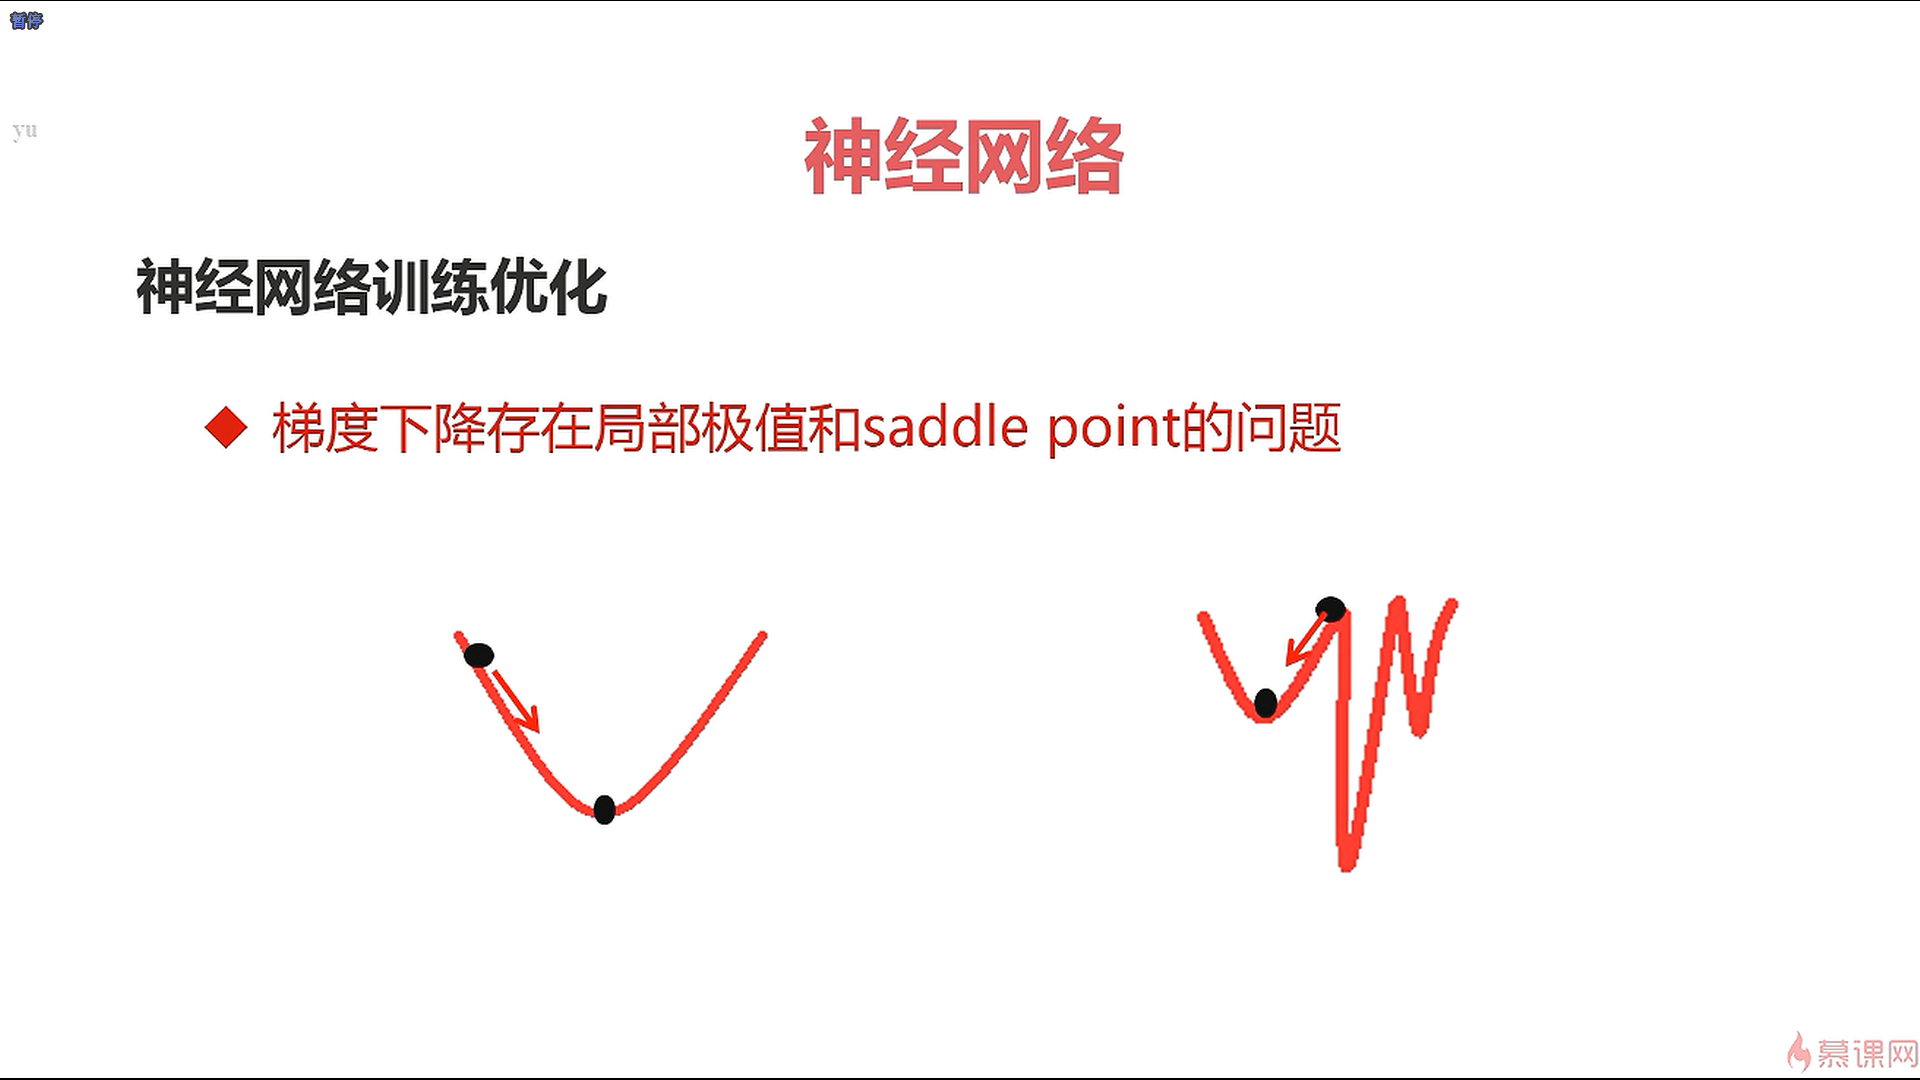 暂停
yu
神经网络
神经网络训练优化
梯度下降存在局部极值和saddle point的问题
慕课网